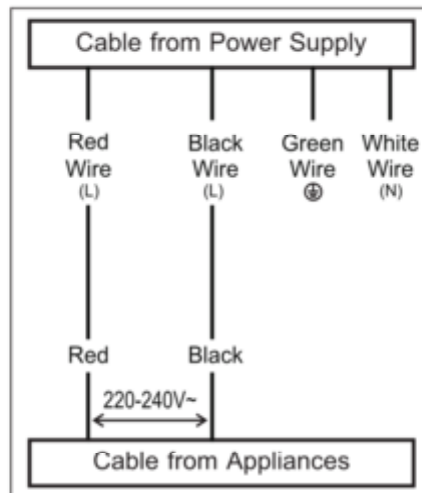 Cable from Power Supply
Red Black Green White
Wire Wire Wire Wire
(L) (L) ⏚ (N)
Red Black
220-240V~
Cable from Appliances